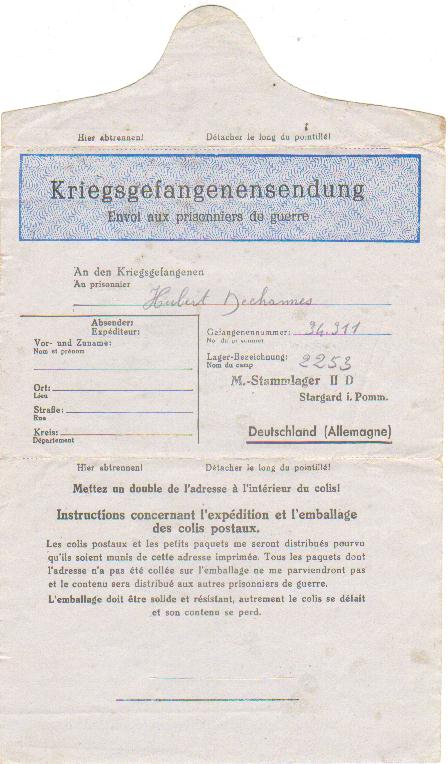 Hier abtrennen! Détacher le long du pointillé!
Kriegsgefangenensendung
Envoi aux prisonniers de guerre
An den Kriegsgefangenen
Au prisonnier
Hubert Dechannes
Absender:
Expéditeur:
Vor- und Zuname:
Nom et prénom
Ort:
Lieu
Straße:
Rue
Kreis:
Département
Gefangenennummer: 34.311
No du prisonnier
Lager-Bezeichnung: 2253
Nom du camp
M.-Stammlager II D
Stargard i. Pomm.
Deutschland (Allemagne)
Hier abtrennen! Détacher le long du pointillé!
Mettez un double de l'adresse à l'intérieur du colis!
Instructions concernant l'expédition et l'emballage
des colis postaux.
Les colis postaux et les petits paquets me seront distribués pourvu
qu'ils soient munis de cette adresse imprimée. Tous les paquets dont
l'adresse n'a pas été collée sur l'emballage ne me parviendront pas
et le contenu sera distribué aux autres prisonniers de guerre.
L'emballage doit être solide et résistant, autrement le colis se défait
et son contenu se perd.